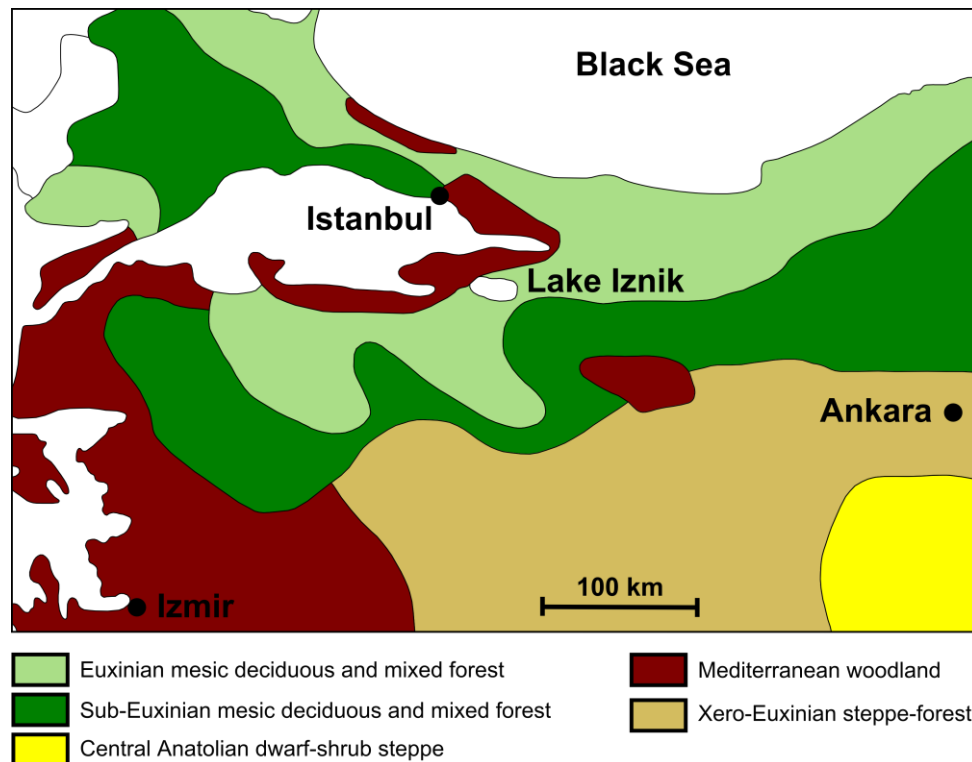 Black Sea
Istanbul
Lake Iznik
Ankara
100 km
Izmir
Euxinian mesic deciduous and mixed forest
Mediterranean woodland
Sub-Euxinian mesic deciduous and mixed forest
Xero-Euxinian steppe-forest
Central Anatolian dwarf-shrub steppe